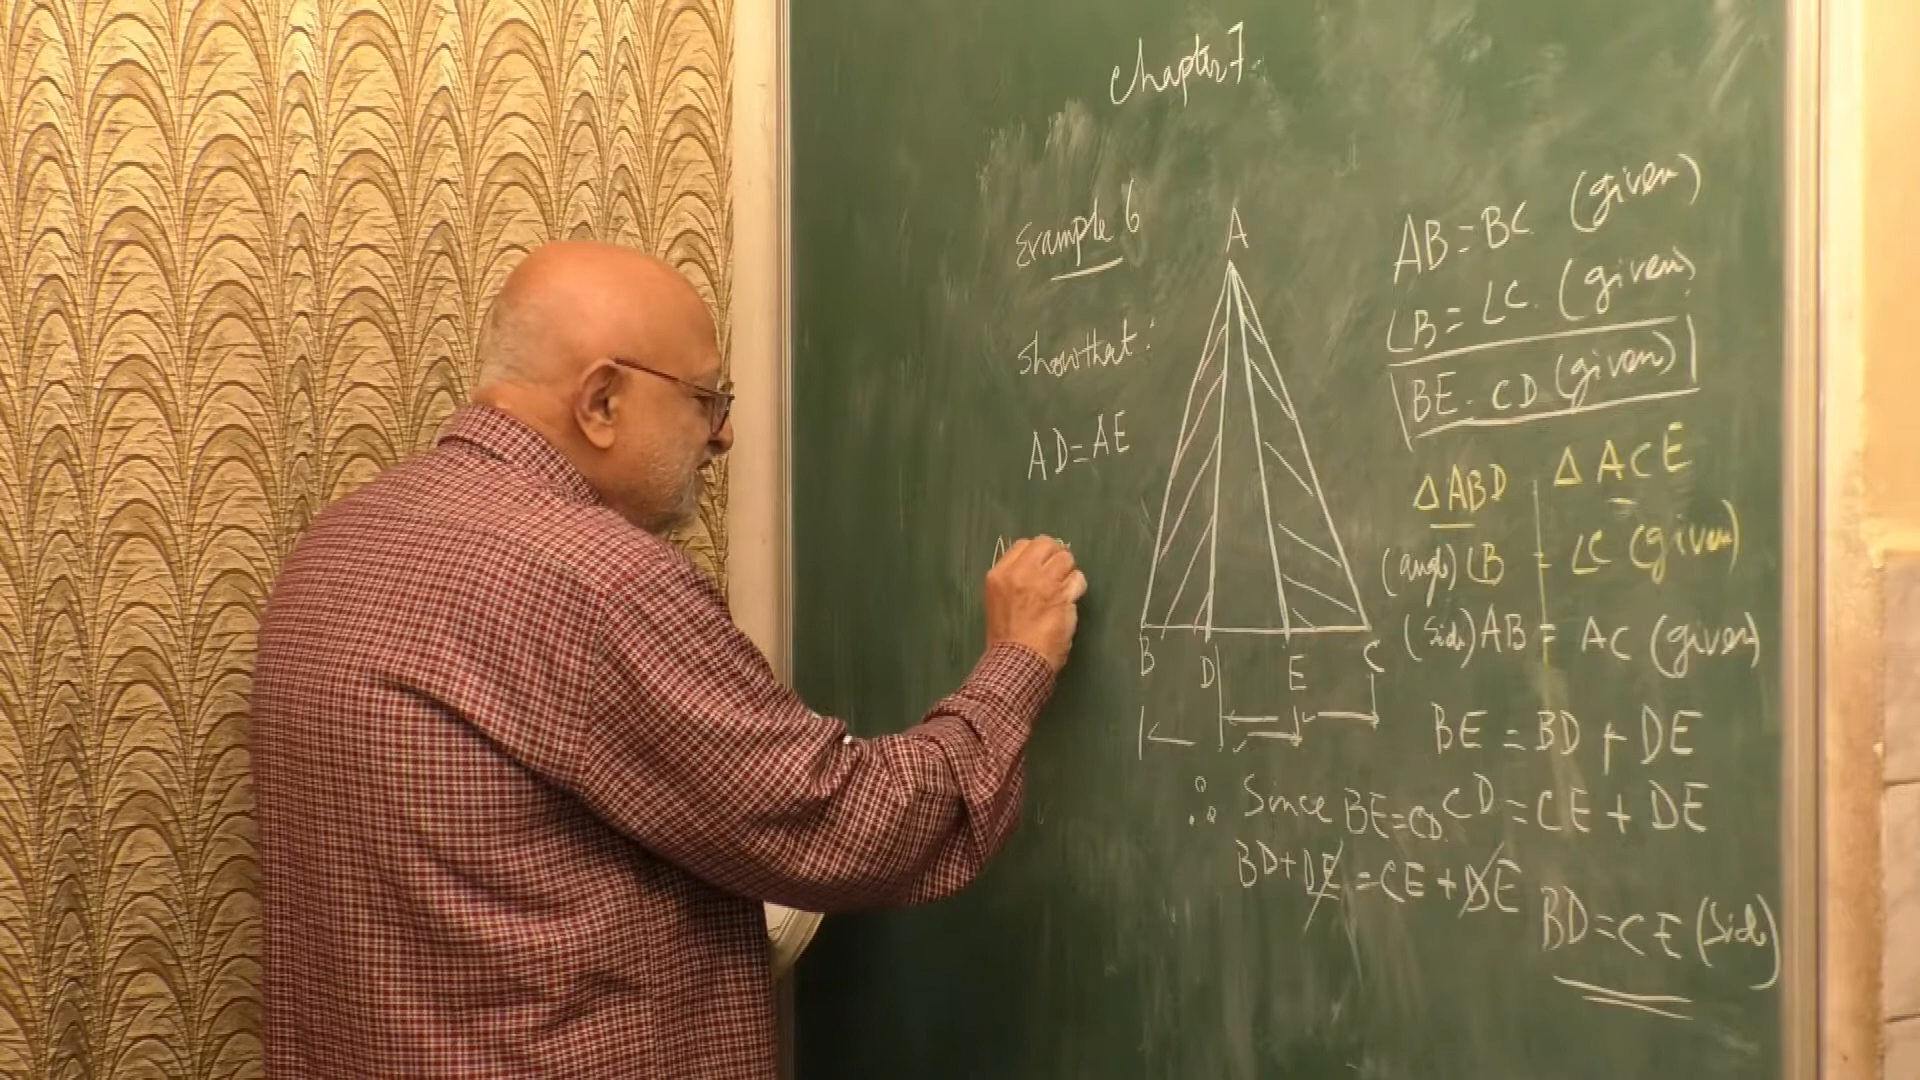 Chapter 7
Example 6
Show that:
AD = AE
A
B D E C
AB = BC (given)
∠B = ∠C (given)
BE = CD (given)
△ABD △ACE
(angle) ∠B = ∠C (given)
(Side) AB = AC (given)
BE = BD + DE
CD = CE + DE
∴ Since BE = CD
BD + DE = CE + DE
BD = CE (Side)